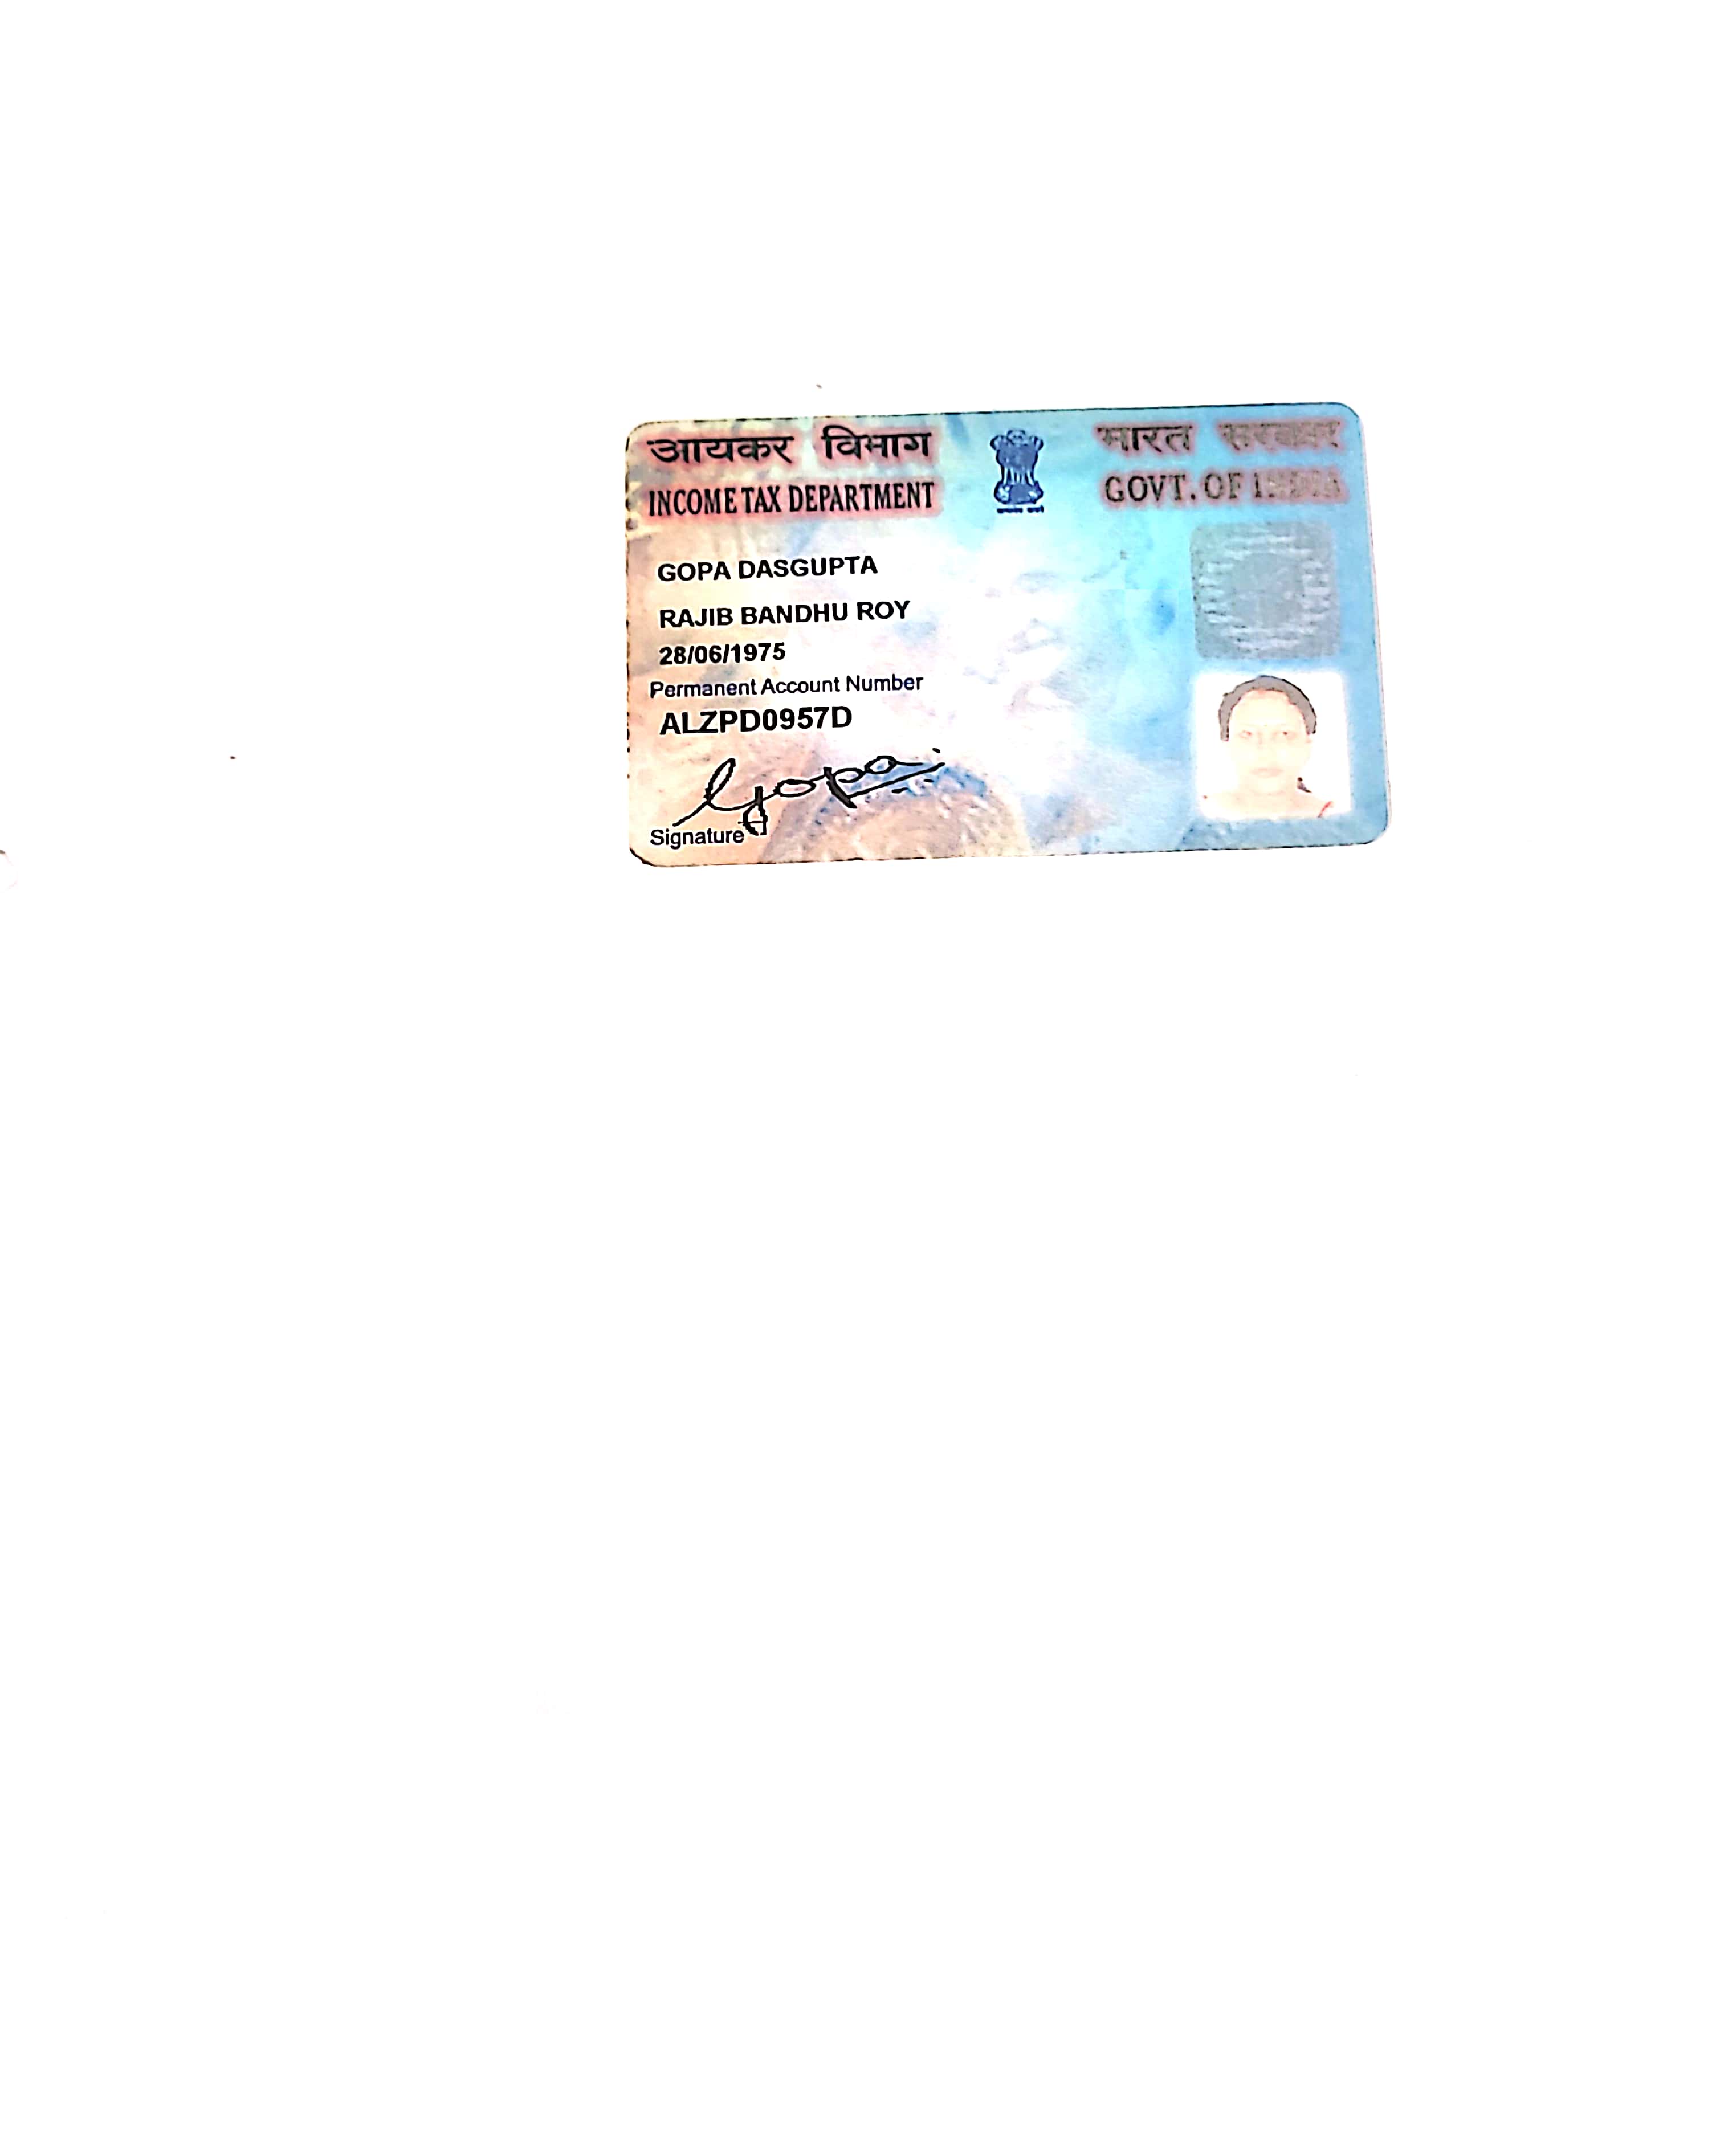 आयकर विभाग
INCOME TAX DEPARTMENT
भारत सरकार
GOVT. OF INDIA
GOPA DASGUPTA
RAJIB BANDHU ROY
28/06/1975
Permanent Account Number
ALZPD0957D
Gopa
Signature